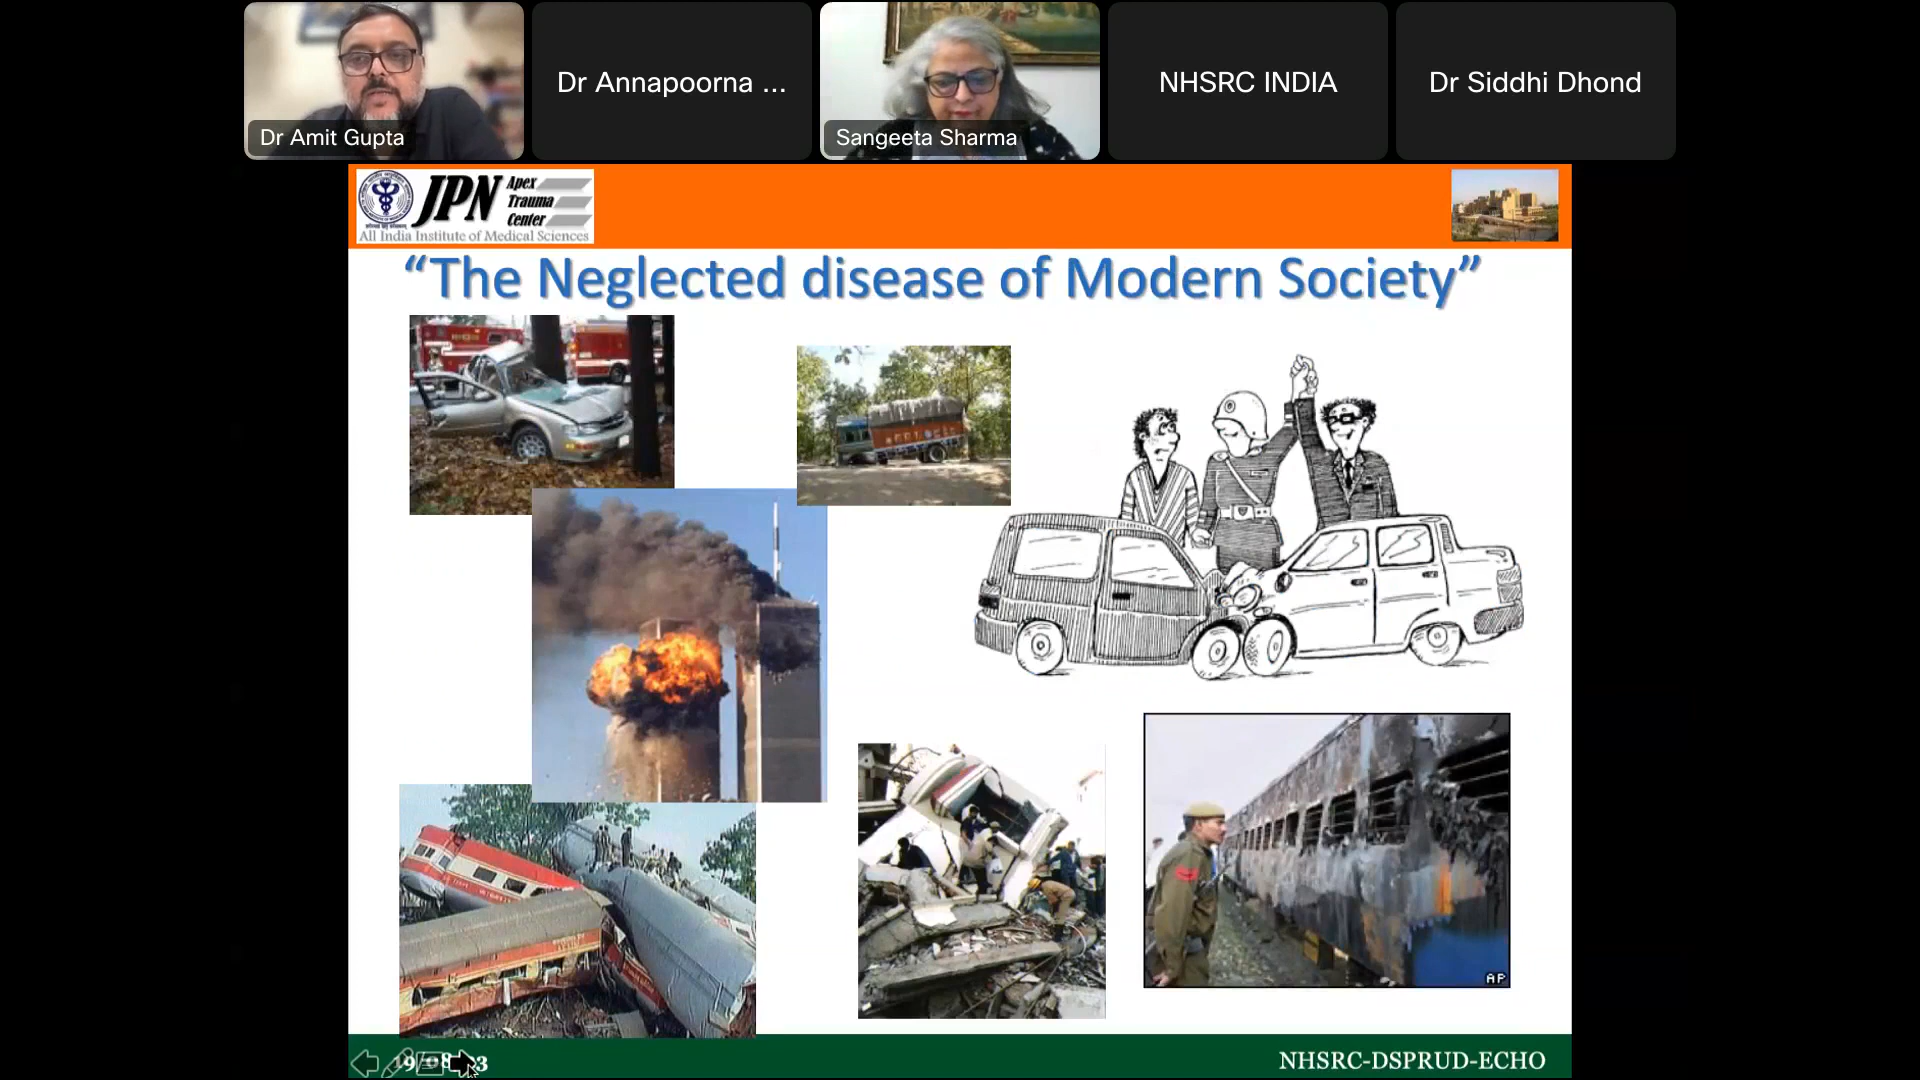 Dr Amit Gupta
Dr Annapoorna ...
Sangeeta Sharma
NHSRC INDIA
Dr Siddhi Dhond
JPN Apex
Trauma
Center
All India Institute of Medical Sciences
“The Neglected disease of Modern Society”
AP
NHSRC-DSPRUD-ECHO